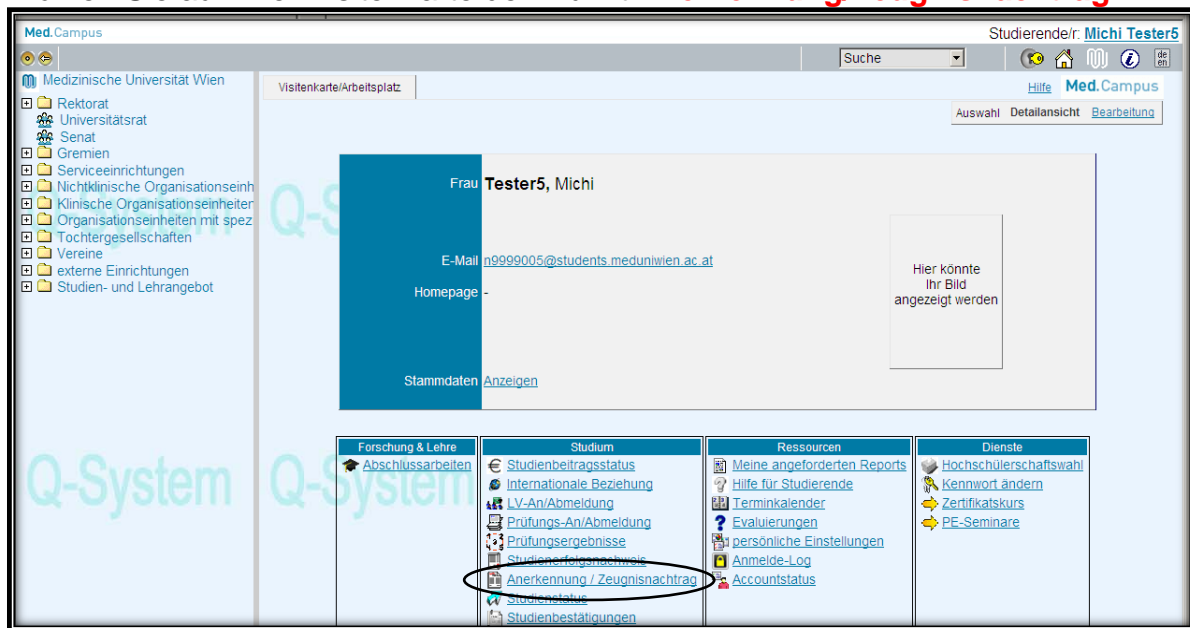 Med.Campus
Studierende/r: Michi Tester5
Suche
de
en
Medizinische Universität Wien
Rektorat
Universitätsrat
Senat
Gremien
Serviceeinrichtungen
Nichtklinische Organisationseinh
Klinische Organisationseinheiter
Organisationseinheiten mit spez
Tochtergesellschaften
Vereine
externe Einrichtungen
Studien- und Lehrangebot
Visitenkarte/Arbeitsplatz
Hilfe Med.Campus
Auswahl Detailansicht Bearbeitung
Frau Tester5, Michi
E-Mail n9999005@students.meduniwien.ac.at
Homepage -
Hier könnte
Ihr Bild
angezeigt werden
Stammdaten Anzeigen
Forschung & Lehre
Abschlussarbeiten
Studium
Studienbeitragsstatus
Internationale Beziehung
LV-An/Abmeldung
Prüfungs-An/Abmeldung
Prüfungsergebnisse
Studienerfolgsnachweis
Anerkennung / Zeugnisnachtrag
Studienstatus
Studienbestätigungen
Ressourcen
Meine angeforderten Reports
Hilfe für Studierende
Terminkalender
Evaluierungen
persönliche Einstellungen
Anmelde-Log
Accountstatus
Dienste
Hochschülerschaftswahl
Kennwort ändern
Zertifikatskurs
PE-Seminare
Q-System
Q-System
Q-System
Q-System